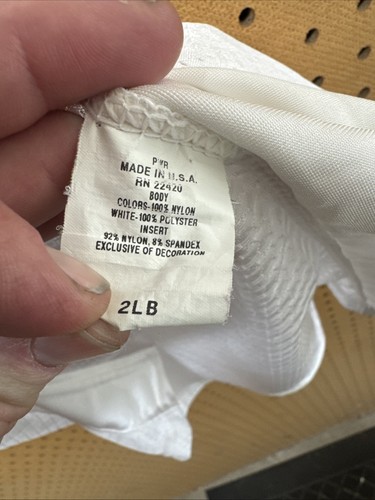 PWR
MADE IN U.S.A.
RN 22420
BODY
COLORS-100% NYLON
WHITE-100% POLYSTER
INSERT
92% NYLON, 8% SPANDEX
EXCLUSIVE OF DECORATION
2LB